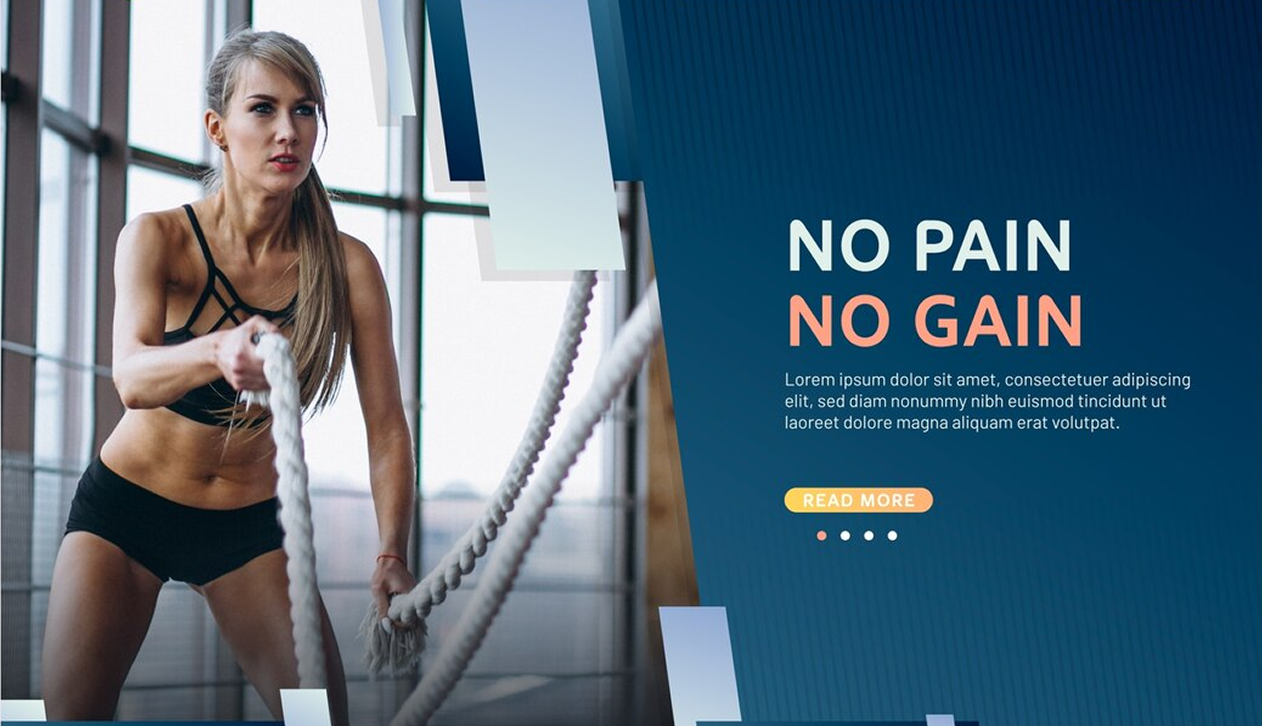 NO PAIN
NO GAIN
Lorem ipsum dolor sit amet, consectetuer adipiscing
elit, sed diam nonummy nibh euismod tincidunt ut
laoreet dolore magna aliquam erat volutpat.
READ MORE